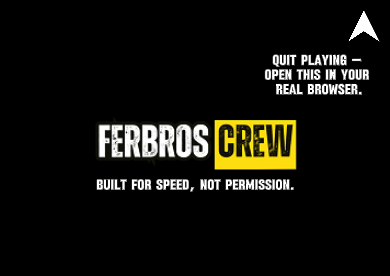 QUIT PLAYING —
OPEN THIS IN YOUR
REAL BROWSER.
FERBROS CREW
BUILT FOR SPEED, NOT PERMISSION.